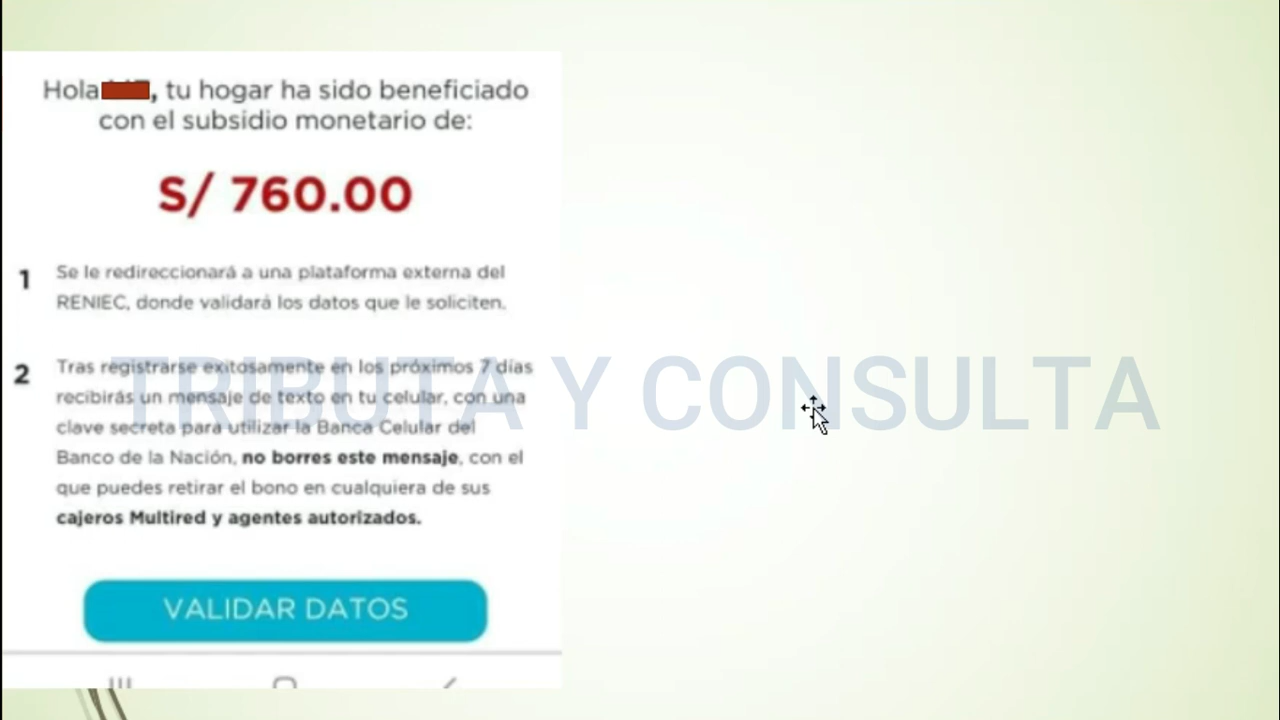 Hola , tu hogar ha sido beneficiado
con el subsidio monetario de:
S/ 760.00
1 Se le redireccionará a una plataforma externa del
RENIEC, donde validará los datos que le soliciten.
2 Tras registrarse exitosamente en los próximos 7 días
recibirás un mensaje de texto en tu celular, con una
clave secreta para utilizar la Banca Celular del
Banco de la Nación, no borres este mensaje, con el
que puedes retirar el bono en cualquiera de sus
cajeros Multired y agentes autorizados.
TRIBUTA Y CONSULTA
VALIDAR DATOS